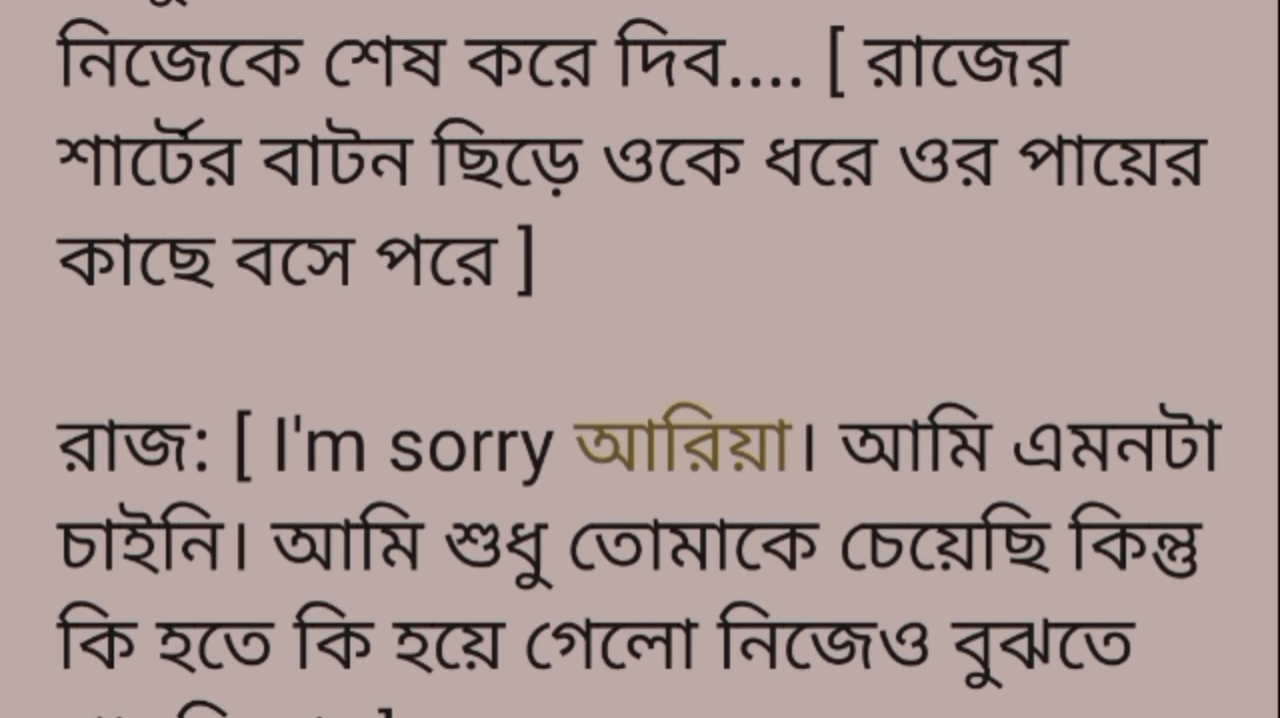 নিজেকে শেষ করে দিব.... [ রাজের
শার্টের বাটন ছিড়ে ওকে ধরে ওর পায়ের
কাছে বসে পরে ]
রাজ: [ I'm sorry আরিয়া। আমি এমনটা
চাইনি। আমি শুধু তোমাকে চেয়েছি কিন্তু
কি হতে কি হয়ে গেলো নিজেও বুঝতে